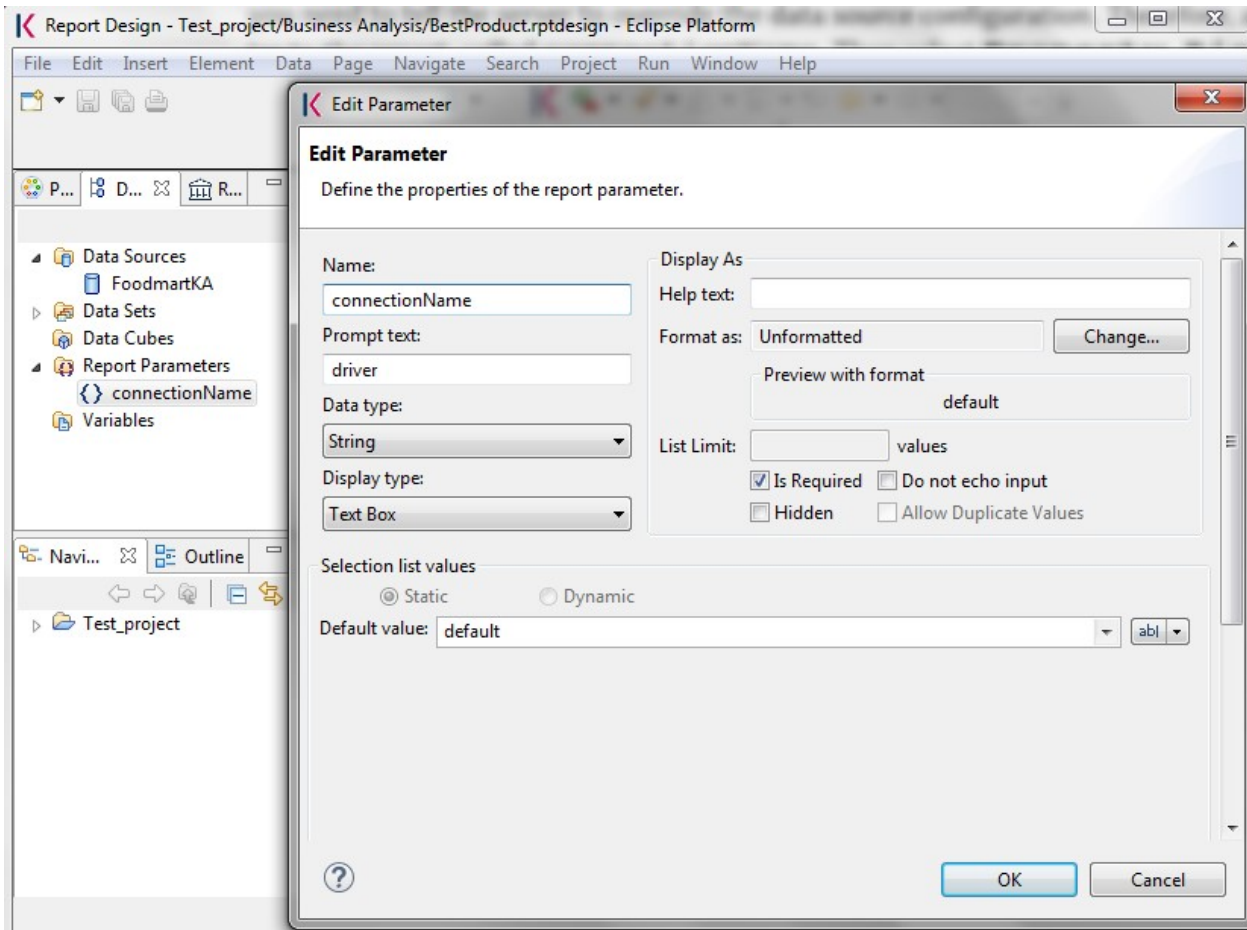 Report Design - Test_project/Business Analysis/BestProduct.rptdesign - Eclipse Platform
File Edit Insert Element Data Page Navigate Search Project Run Window Help
P... D... R...
Data Sources
FoodmartKA
Data Sets
Data Cubes
Report Parameters
{} connectionName
Variables
Navi... Outline
Test_project
Edit Parameter
Edit Parameter
Define the properties of the report parameter.
Name:
connectionName
Prompt text:
driver
Data type:
String
Display type:
Text Box
Display As
Help text:
Format as: Unformatted Change...
Preview with format
default
List Limit: values
Is Required Do not echo input
Hidden Allow Duplicate Values
Selection list values
Static Dynamic
Default value: default abl
?
OK Cancel